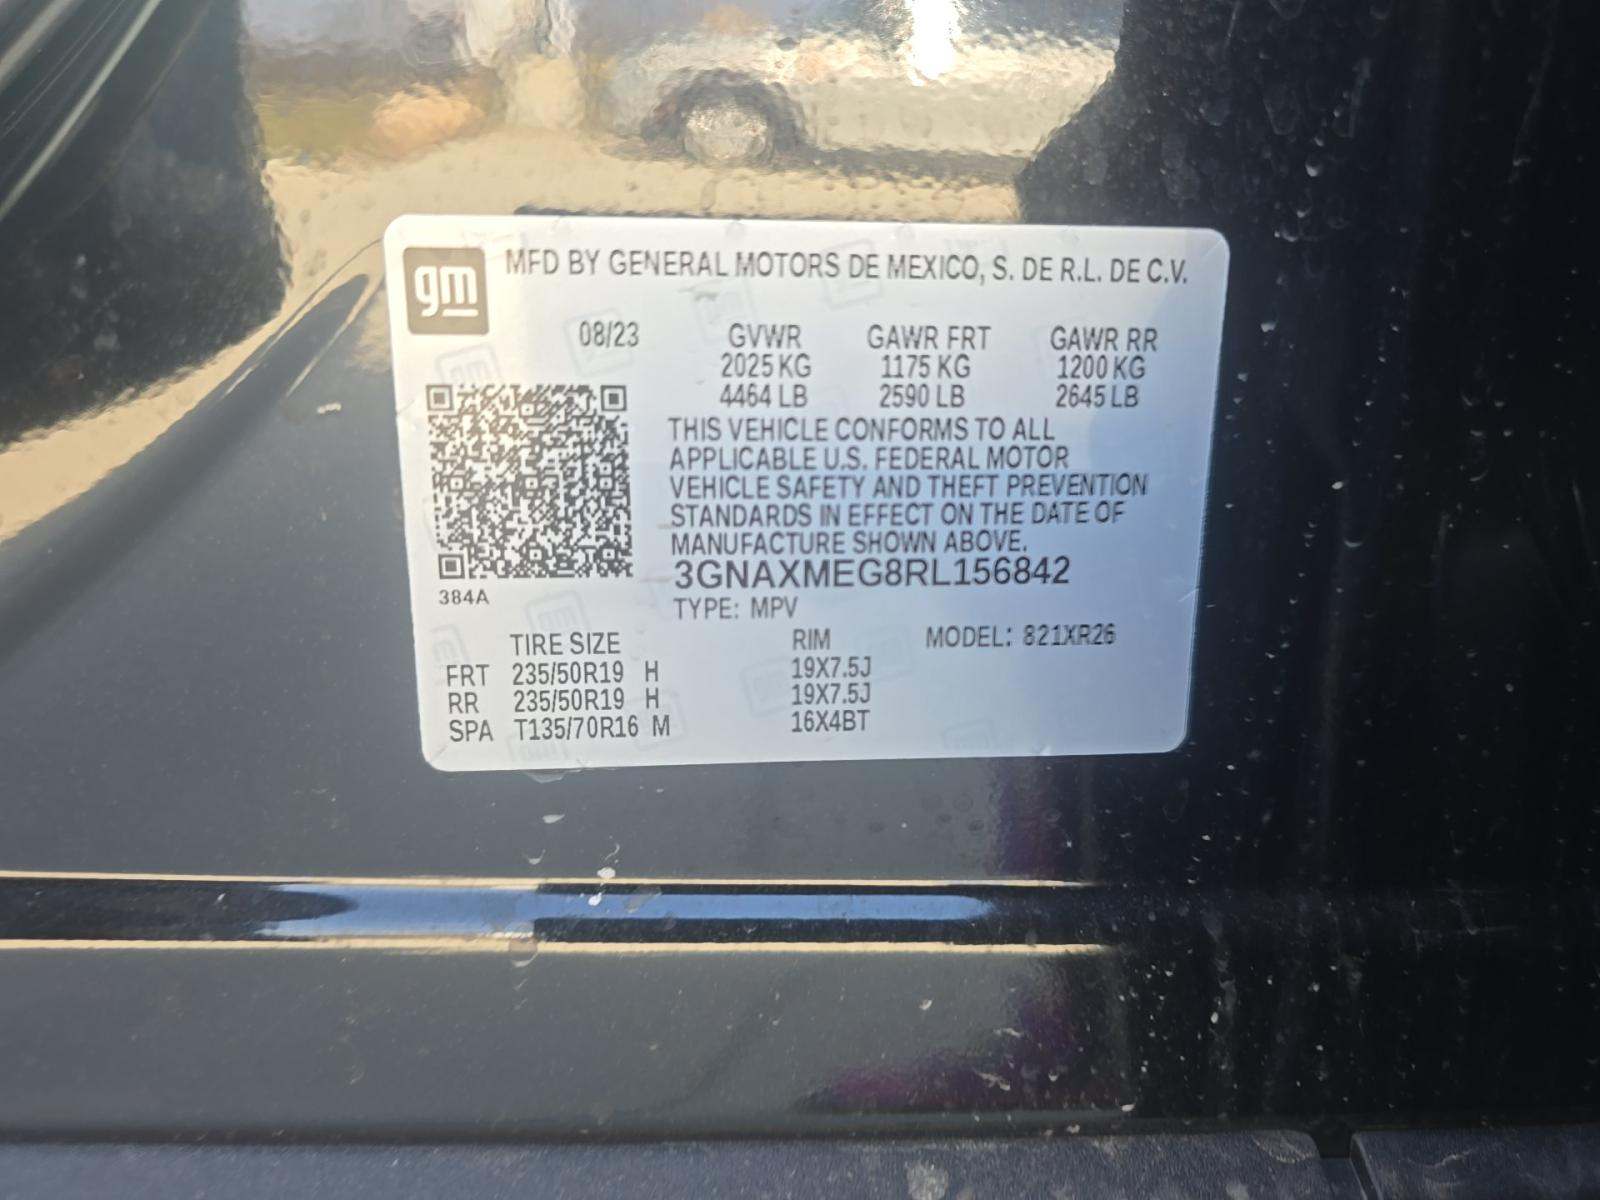 gm
MFD BY GENERAL MOTORS DE MEXICO, S. DE R.L. DE C.V.
08/23 GVWR GAWR FRT GAWR RR
2025 KG 1175 KG 1200 KG
4464 LB 2590 LB 2645 LB
THIS VEHICLE CONFORMS TO ALL
APPLICABLE U.S. FEDERAL MOTOR
VEHICLE SAFETY AND THEFT PREVENTION
STANDARDS IN EFFECT ON THE DATE OF
MANUFACTURE SHOWN ABOVE.
3GNAXMEG8RL156842
384A
TYPE: MPV
TIRE SIZE RIM MODEL: 821XR26
FRT 235/50R19 H 19X7.5J
RR 235/50R19 H 19X7.5J
SPA T135/70R16 M 16X4BT